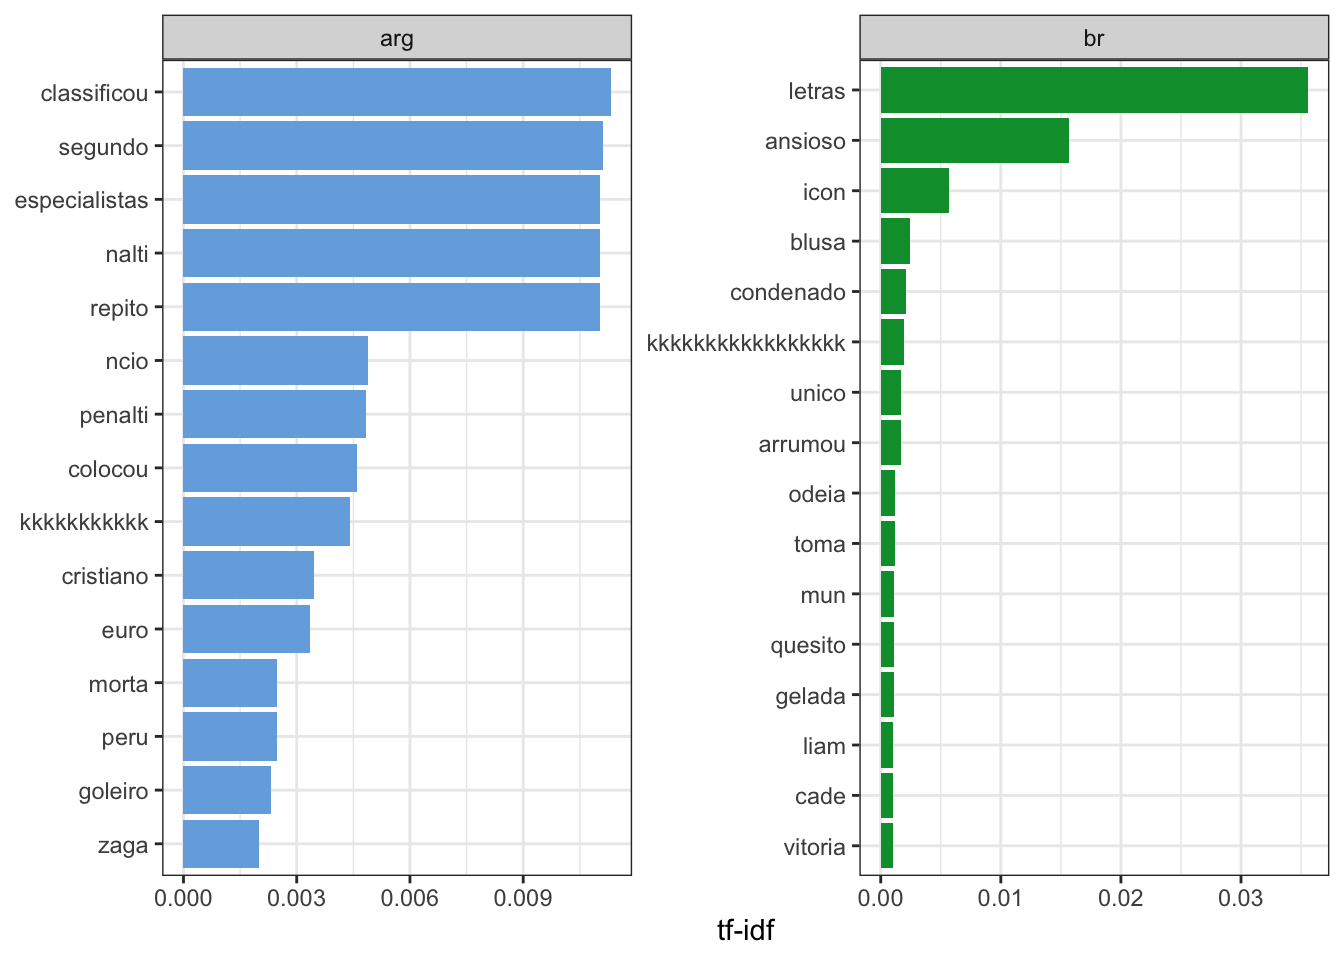 arg
classificou
segundo
especialistas
nalti
repito
ncio
penalti
colocou
kkkkkkkkkkk
cristiano
euro
morta
peru
goleiro
zaga
0.000 0.003 0.006 0.009
br
letras
ansioso
icon
blusa
condenado
kkkkkkkkkkkkkkkkk
unico
arrumou
odeia
toma
mun
quesito
gelada
liam
cade
vitoria
0.00 0.01 0.02 0.03
tf-idf